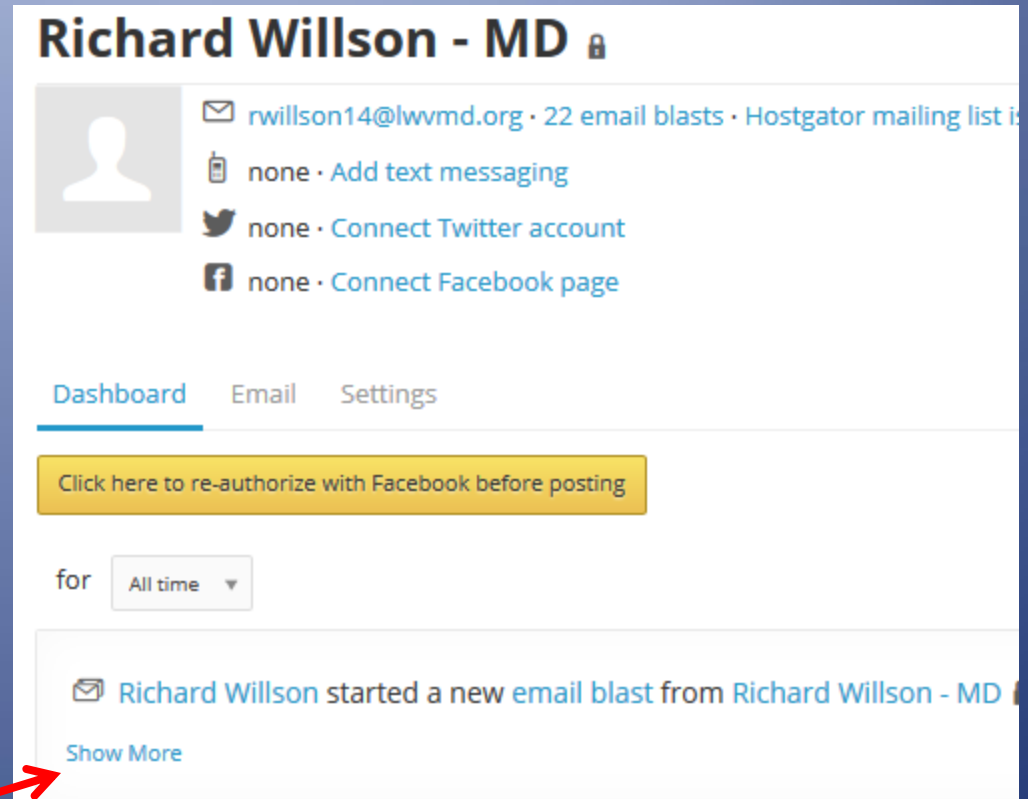 Richard Willson - MD
rwillson14@lwvmd.org · 22 email blasts · Hostgator mailing list
none · Add text messaging
none · Connect Twitter account
none · Connect Facebook page
Dashboard Email Settings
Click here to re-authorize with Facebook before posting
for All time
Richard Willson started a new email blast from Richard Willson - MD
Show More